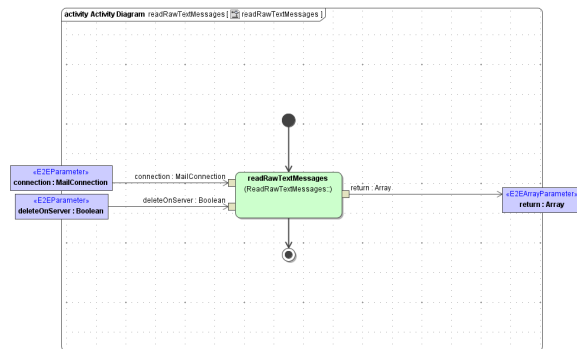 activity Activity Diagram readRawTextMessages [ readRawTextMessages ]
«E2EParameter»
connection : MailConnection
connection : MailConnection
«E2EParameter»
deleteOnServer : Boolean
deleteOnServer : Boolean
readRawTextMessages
(ReadRawTextMessages::)
return : Array
«E2EArrayParameter»
return : Array